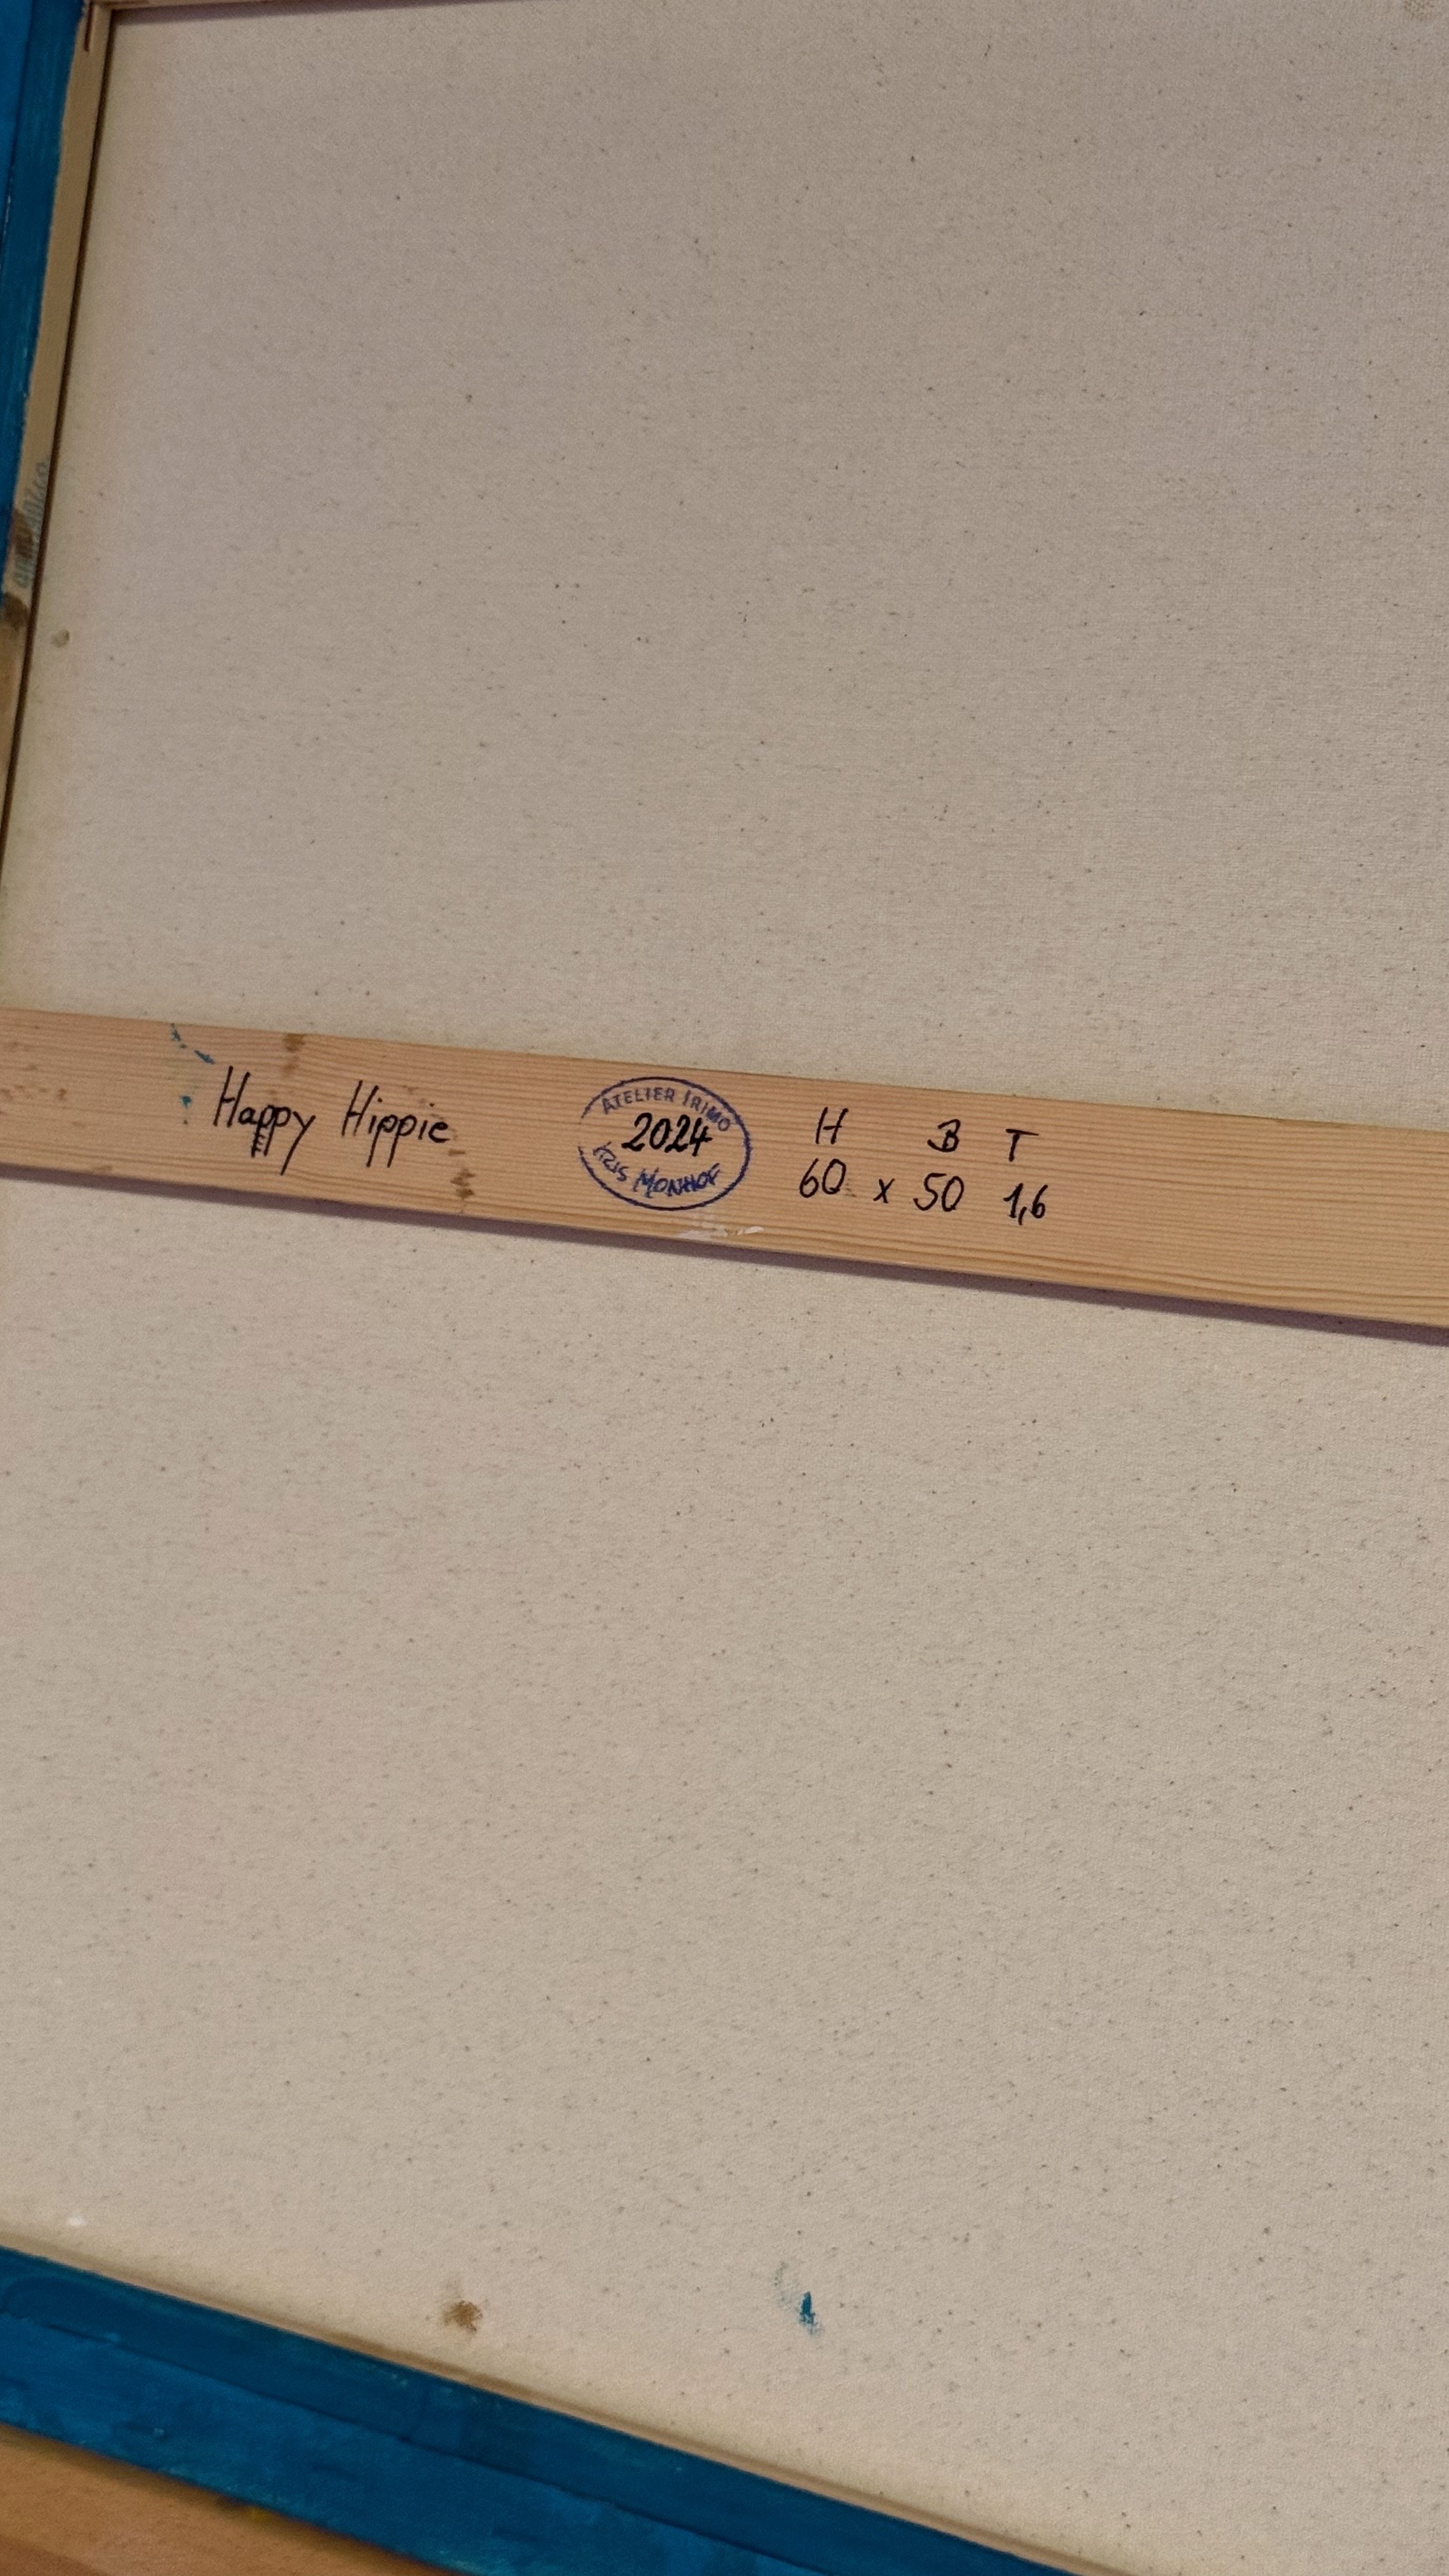 Happy Hippie
ATELIER IRIMO
2024
IRIS MONHOF
H B T
60 x 50 1,6